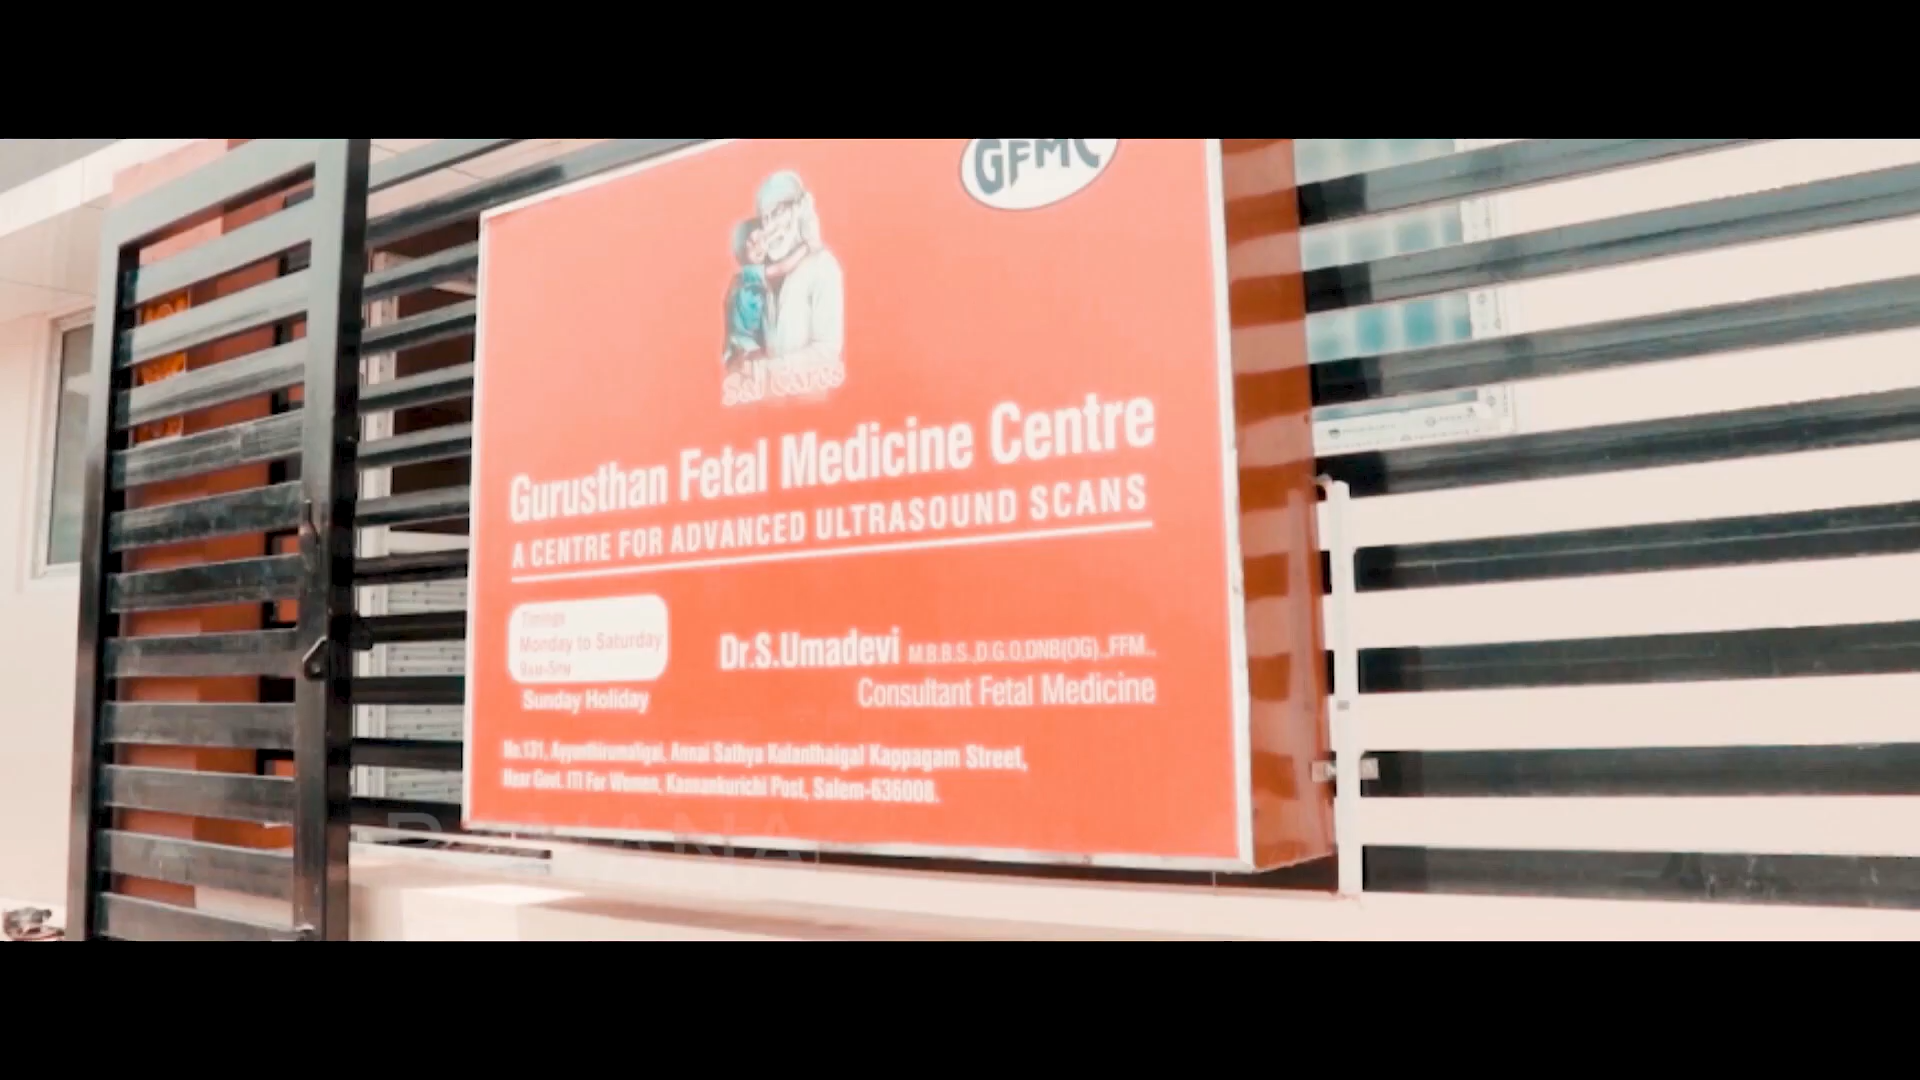 GFMC
Sai Cares
Gurusthan Fetal Medicine Centre
A CENTRE FOR ADVANCED ULTRASOUND SCANS
Timings
Monday to Saturday
9am-5pm
Sunday Holiday
Dr.S.Umadevi M.B.B.S.,D.G.O,DNB(OG).,FFM.,
Consultant Fetal Medicine
No.131, Ayyanthirumaligai, Annai Sathya Kulanthaigal Kappagam Street,
Near Govt. ITI For Women, Kannankurichi Post, Salem-636008.